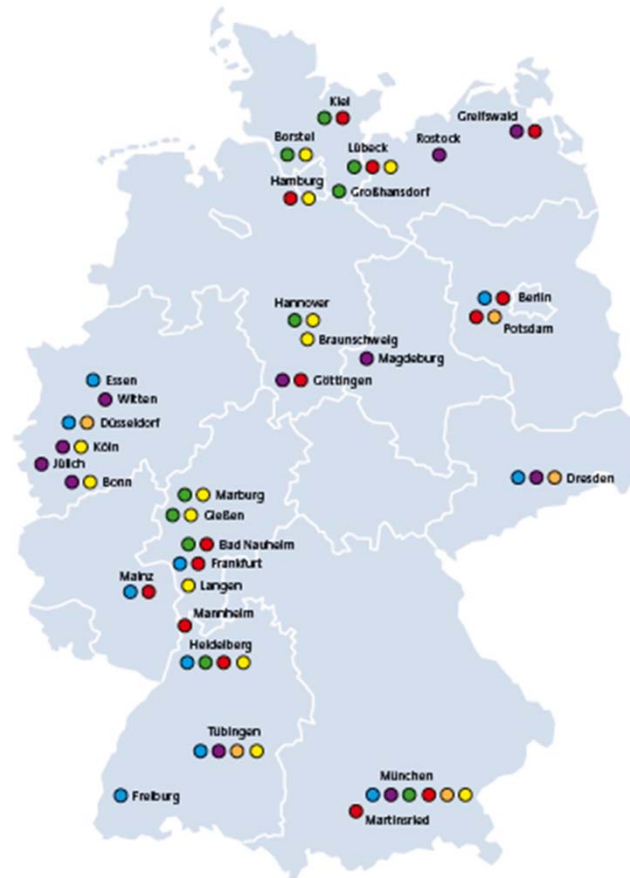 Kiel
Greifswald
Borstel
Rostock
Lübeck
Hamburg
Großhansdorf
Hannover
Berlin
Potsdam
Braunschweig
Magdeburg
Essen
Göttingen
Witten
Düsseldorf
Köln
Jülich
Bonn
Dresden
Marburg
Gießen
Bad Nauheim
Frankfurt
Mainz
Langen
Mannheim
Heidelberg
Tübingen
München
Freiburg
Martinsried